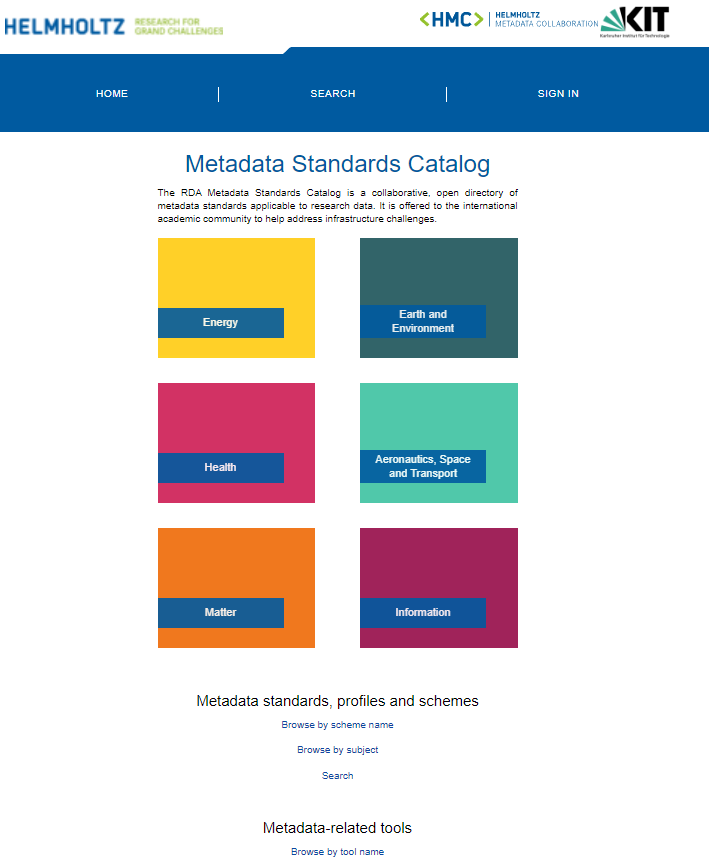 HELMHOLTZ RESEARCH FOR GRAND CHALLENGES
<HMC> | HELMHOLTZ METADATA COLLABORATION
KIT
Karlsruher Institut für Technologie
HOME
SEARCH
SIGN IN
Metadata Standards Catalog
The RDA Metadata Standards Catalog is a collaborative, open directory of
metadata standards applicable to research data. It is offered to the international
academic community to help address infrastructure challenges.
Energy
Earth and
Environment
Health
Aeronautics, Space
and Transport
Matter
Information
Metadata standards, profiles and schemes
Browse by scheme name
Browse by subject
Search
Metadata-related tools
Browse by tool name